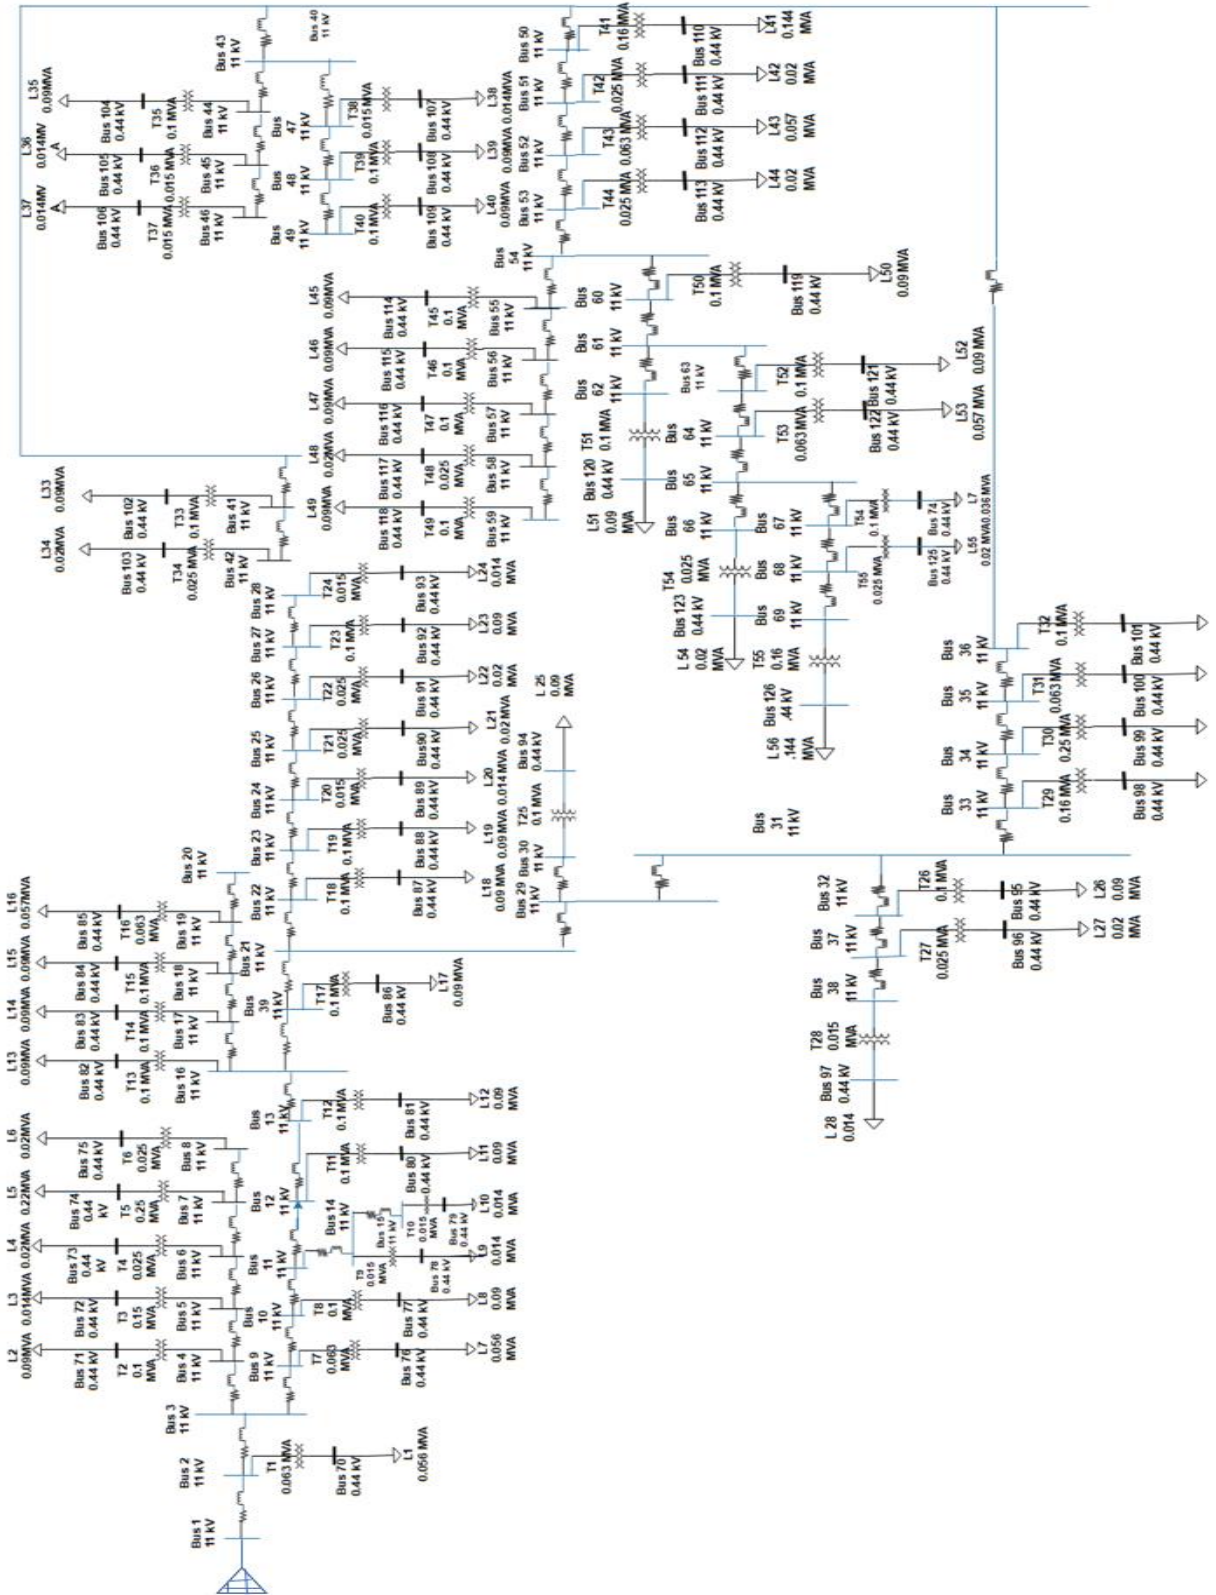 L2
0.09MVA
Bus 71
0.44 kV
T2
0.1
MVA
Bus 4
11 kV
L3
0.014MVA
Bus 72
0.44 kV
T3
0.15
MVA
Bus 5
11 kV
L4
0.02MVA
Bus 73
0.44
kV
T4
0.025
MVA
Bus 6
11 kV
L5
0.22MVA
Bus 74
0.44
kV
T5
0.25
MVA
Bus 7
11 kV
L6
0.02MVA
Bus 75
0.44 kV
T6
0.025
MVA
Bus 8
11 kV
L13
0.09MVA
Bus 82
0.44 kV
T13
0.1 MVA
Bus 16
11 kV
L14
0.09MVA
Bus 83
0.44 kV
T14
0.1 MVA
Bus 17
11 kV
L15
0.09MVA
Bus 84
0.44 kV
T15
0.1 MVA
Bus 18
11 kV
L16
0.057MVA
Bus 85
0.44 kV
T16
0.063
MVA
Bus 19
11 kV
Bus 20
11 kV
L34
0.02MVA
Bus 103
0.44 kV
T34
0.025 MVA
Bus 42
11 kV
L33
0.09MVA
Bus 102
0.44 kV
T33
0.1 MVA
Bus 41
11 kV
L37
0.014MV
A
Bus 106
0.44 kV
T37
0.015 MVA
Bus 46
11 kV
L36
0.014MV
A
Bus 105
0.44 kV
T36
0.015 MVA
Bus 45
11 kV
L35
0.09MVA
Bus 104
0.44 kV
T35
0.1 MVA
Bus 44
11 kV
Bus 43
11 kV
Bus 40
11 kV
Bus 1
11 kV
Bus 2
11 kV
T1
0.063 MVA
Bus 70
0.44 kV
L1
0.056 MVA
Bus 3
11 kV
Bus 9
11 kV
T7
0.063
MVA
Bus 76
0.44 kV
L7
0.056
MVA
Bus
10
11 kV
T8
0.1
MVA
Bus 77
0.44 kV
L8
0.09
MVA
Bus
11
11 kV
Bus 14
11 kV
T9
0.015
MVA
Bus 78
0.44 kV
L9
0.014
MVA
Bus 15
11 kV
T10
0.015
MVA
Bus 79
0.44 kV
L10
0.014
MVA
Bus
12
11 kV
T11
0.1 MVA
Bus 80
0.44 kV
L11
0.09
MVA
Bus
13
11 kV
T12
0.1 MVA
Bus 81
0.44 kV
L12
0.09
MVA
Bus
39
11 kV
T17
0.1 MVA
Bus 86
0.44 kV
L17
0.09 MVA
Bus 21
11 kV
Bus 22
11 kV
T18
0.1 MVA
Bus 87
0.44 kV
L18
0.09 MVA
Bus 23
11 kV
T19
0.1 MVA
Bus 88
0.44 kV
L19
0.09 MVA
Bus 24
11 kV
T20
0.015
MVA
Bus 89
0.44 kV
L20
0.014 MVA
Bus 25
11 kV
T21
0.025
MVA
Bus90
0.44 kV
L21
0.02 MVA
Bus 26
11 kV
T22
0.025
MVA
Bus 91
0.44 kV
L22
0.02
MVA
Bus 27
11 kV
T23
0.1 MVA
Bus 92
0.44 kV
L23
0.09
MVA
Bus 28
11 kV
T24
0.015
MVA
Bus 93
0.44 kV
L24
0.014
MVA
Bus
49
11 kV
T40
0.1 MVA
Bus 109
0.44 kV
L40
0.09MVA
Bus
48
11 kV
T39
0.1 MVA
Bus 108
0.44 kV
L39
0.09MVA
Bus
47
11 kV
T38
0.015 MVA
Bus 107
0.44 kV
L38
0.014MVA
L49
0.09MVA
Bus 118
0.44 kV
T49
0.1
MVA
Bus 59
11 kV
L48
0.02MVA
Bus 117
0.44 kV
T48
0.025
MVA
Bus 58
11 kV
L47
0.09MVA
Bus 116
0.44 kV
T47
0.1
MVA
Bus 57
11 kV
L46
0.09MVA
Bus 115
0.44 kV
T46
0.1
MVA
Bus 56
11 kV
L45
0.09MVA
Bus 114
0.44 kV
T45
0.1
MVA
Bus 55
11 kV
Bus
54
11 kV
Bus 53
11 kV
T44
0.025 MVA
Bus 113
0.44 kV
L44
0.02
MVA
Bus 52
11 kV
T43
0.063 MVA
Bus 112
0.44 kV
L43
0.057
MVA
Bus 51
11 kV
T42
0.025 MVA
Bus 111
0.44 kV
L42
0.02
MVA
Bus 50
11 kV
T41
0.16 MVA
Bus 110
0.44 kV
L41
0.144
MVA
Bus 29
11 kV
Bus 30
11 kV
T25
0.1 MVA
Bus 94
0.44 kV
L 25
0.09
MVA
Bus
60
11 kV
T50
0.1 MVA
Bus 119
0.44 kV
L50
0.09 MVA
Bus
61
11 kV
Bus
62
11 kV
T51
0.1 MVA
Bus 120
0.44 kV
L51
0.09
MVA
Bus 63
11 kV
T52
0.1 MVA
Bus 121
0.44 kV
L52
0.09 MVA
Bus
64
11 kV
T53
0.063 MVA
Bus 122
0.44 kV
L53
0.057 MVA
Bus
65
11 kV
Bus
66
11 kV
T54
0.025
MVA
Bus 123
0.44 kV
L 54
0.02
MVA
Bus
67
11 kV
T54
0.1 MVA
Bus 74
0.44 kV
L7
0.036 MVA
Bus
68
11 kV
T55
0.025 MVA
Bus 125
0.44 kV
L55
0.02 MVA
Bus
69
11 kV
T55
0.16
MVA
Bus 126
.44 kV
L 56
.144
MVA
Bus
31
11 kV
Bus 32
11 kV
T26
0.1 MVA
Bus 95
0.44 kV
L26
0.09
MVA
Bus
37
11 kV
T27
0.025 MVA
Bus 96
0.44 kV
L27
0.02
MVA
Bus
38
11 kV
T28
0.015
MVA
Bus 97
0.44 kV
L 28
0.014
Bus
33
11 kV
T29
0.16 MVA
Bus 98
0.44 kV
Bus
34
11 kV
T30
0.25 MVA
Bus 99
0.44 kV
Bus
35
11 kV
T31
0.063 MVA
Bus 100
0.44 kV
Bus
36
11 kV
T32
0.1 MVA
Bus 101
0.44 kV